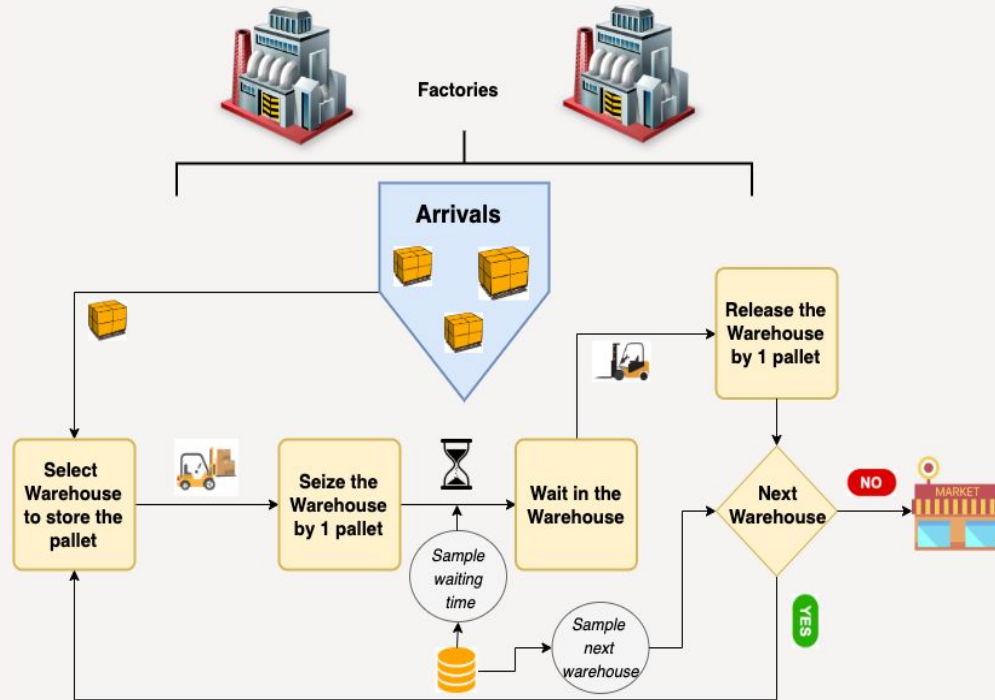 Factories
Arrivals
Release the
Warehouse
by 1 pallet
Select
Warehouse
to store the
pallet
Seize the
Warehouse
by 1 pallet
Wait in the
Warehouse
Next
Warehouse
NO
MARKET
Sample
waiting
time
Sample
next
warehouse
YES